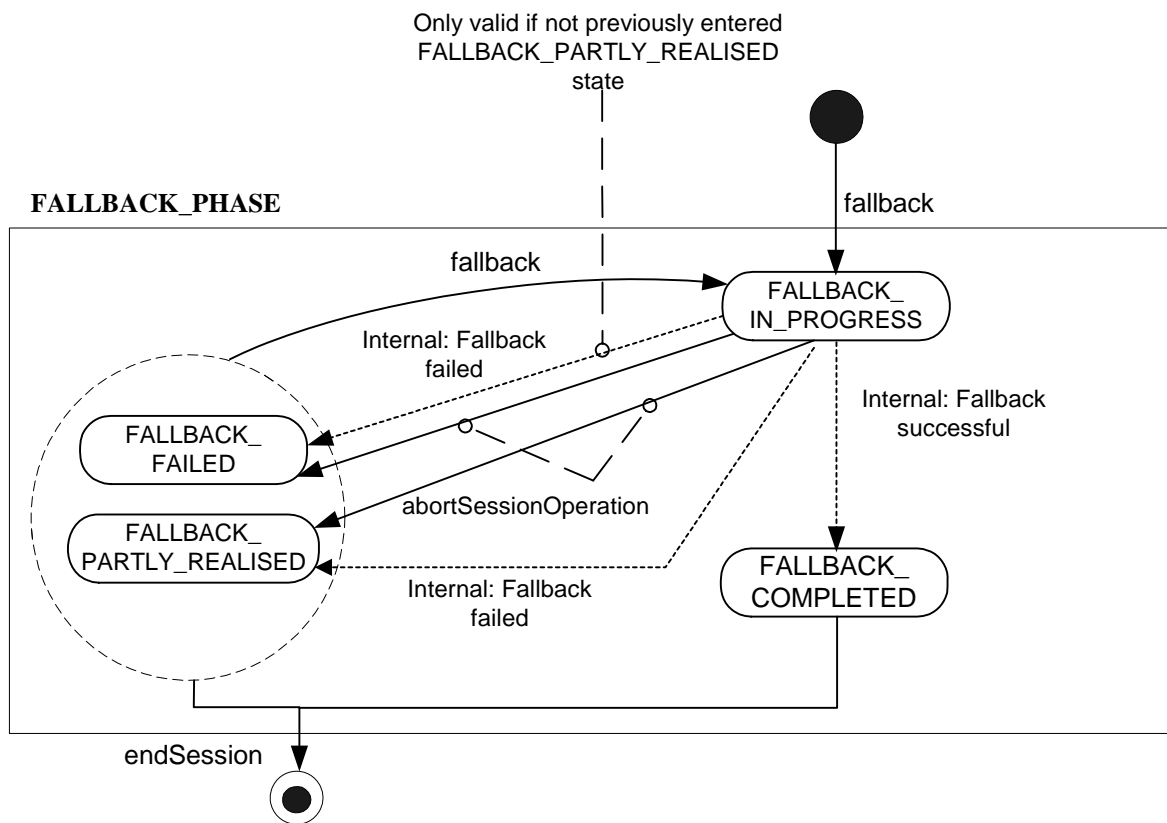 Only valid if not previously entered
FALLBACK_PARTLY_REALISED
state
FALLBACK_PHASE
fallback
fallback
FALLBACK_
IN_PROGRESS
Internal: Fallback
failed
Internal: Fallback
successful
FALLBACK_
FAILED
abortSessionOperation
FALLBACK_
PARTLY_REALISED
Internal: Fallback
failed
FALLBACK_
COMPLETED
endSession